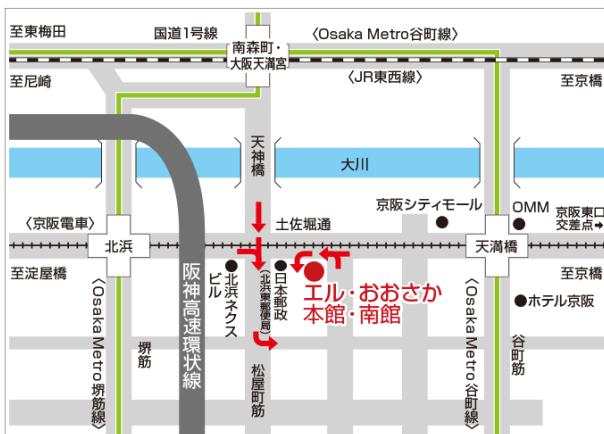 至東梅田
国道1号線
〈Osaka Metro谷町線〉
南森町・
大阪天満宮
至尼崎
〈JR東西線〉
至京橋
天神橋
大川
京阪シティモール
OMM
京阪東口
交差点→
〈京阪電車〉
土佐堀通
北浜
天満橋
至淀屋橋
至京橋
阪神高速環状線
北浜ネクス
ビル
日本郵政
(北浜東郵便局)
エル・おおさか
本館・南館
ホテル京阪
〈Osaka Metro堺筋線〉
堺筋
松屋町筋
〈Osaka Metro谷町線〉
谷町筋